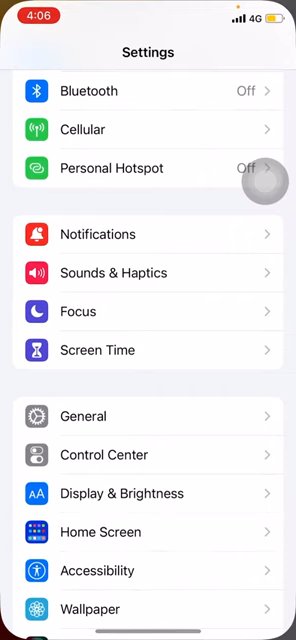 4:06
4G
Settings
Bluetooth Off
Cellular
Personal Hotspot Off
Notifications
Sounds & Haptics
Focus
Screen Time
General
Control Center
AA Display & Brightness
Home Screen
Accessibility
Wallpaper